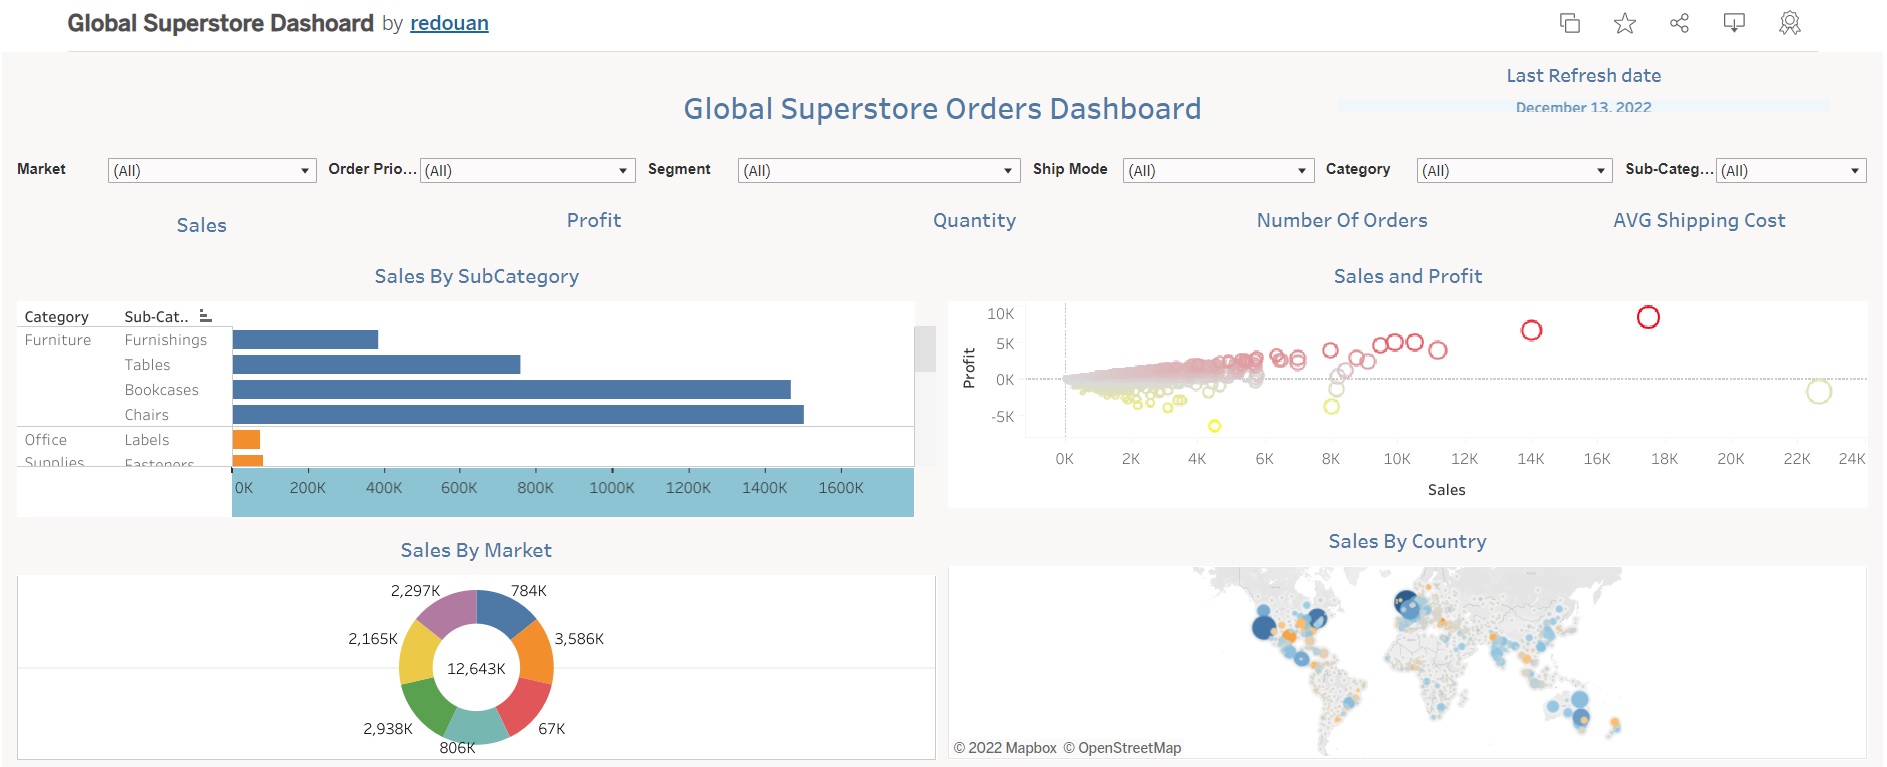 Global Superstore Dashoard by redouan
Last Refresh date
Global Superstore Orders Dashboard
December 13, 2022
Market (All) Order Prio... (All) Segment (All) Ship Mode (All) Category (All) Sub-Categ... (All)
Sales Profit Quantity Number Of Orders AVG Shipping Cost
Sales By SubCategory
Category Sub-Cat..
Furniture Furnishings
Tables
Bookcases
Chairs
Office Labels
Supplies Fasteners
0K 200K 400K 600K 800K 1000K 1200K 1400K 1600K
Sales and Profit
Profit
10K
5K
0K
-5K
0K 2K 4K 6K 8K 10K 12K 14K 16K 18K 20K 22K 24K
Sales
Sales By Market
2,297K 784K
2,165K 3,586K
12,643K
2,938K 67K
806K
Sales By Country
© 2022 Mapbox © OpenStreetMap